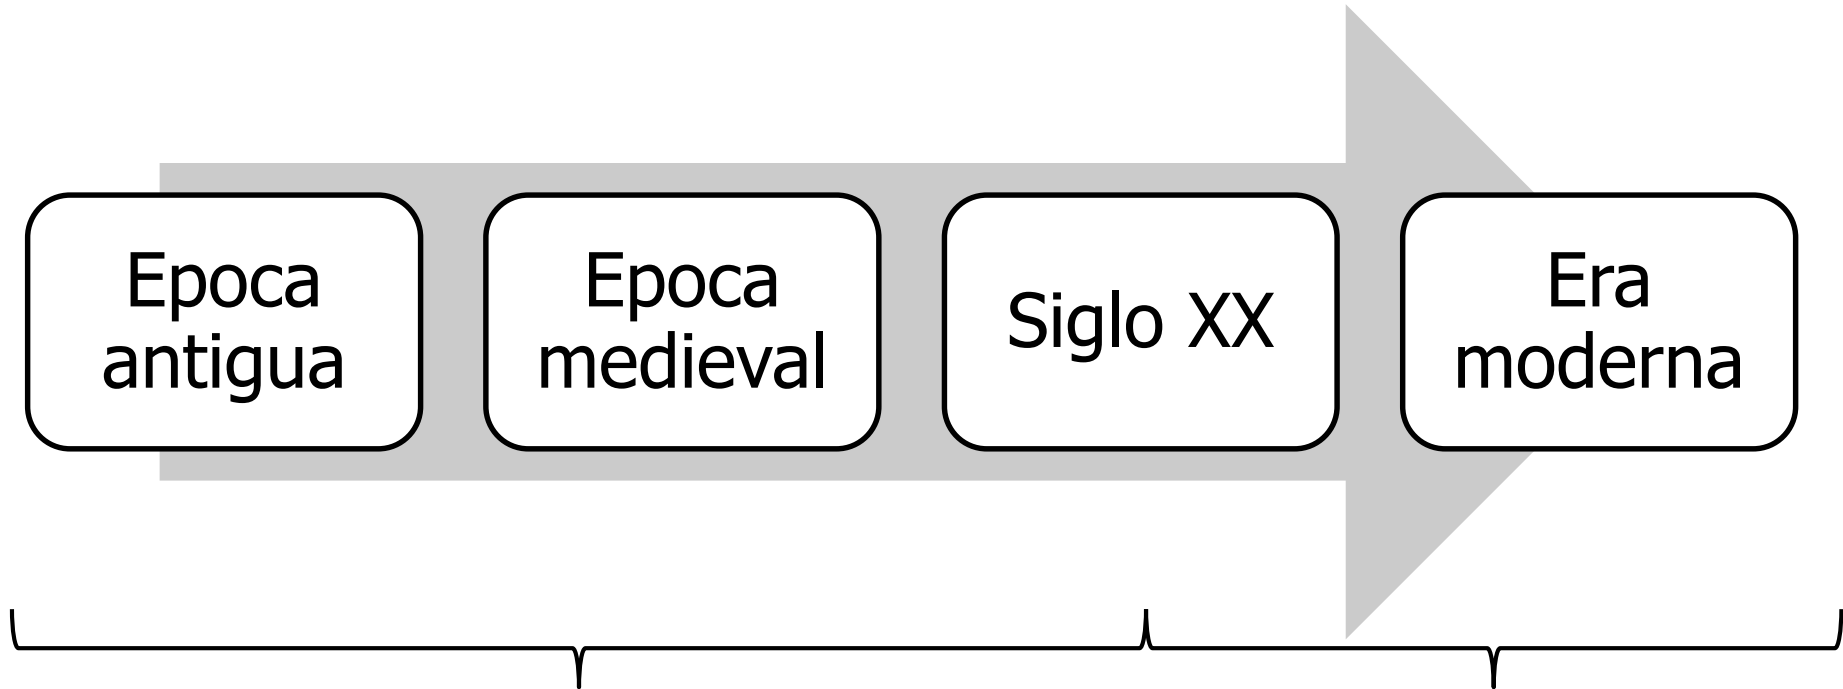 Epoca
antigua
Epoca
medieval
Siglo XX
Era
moderna